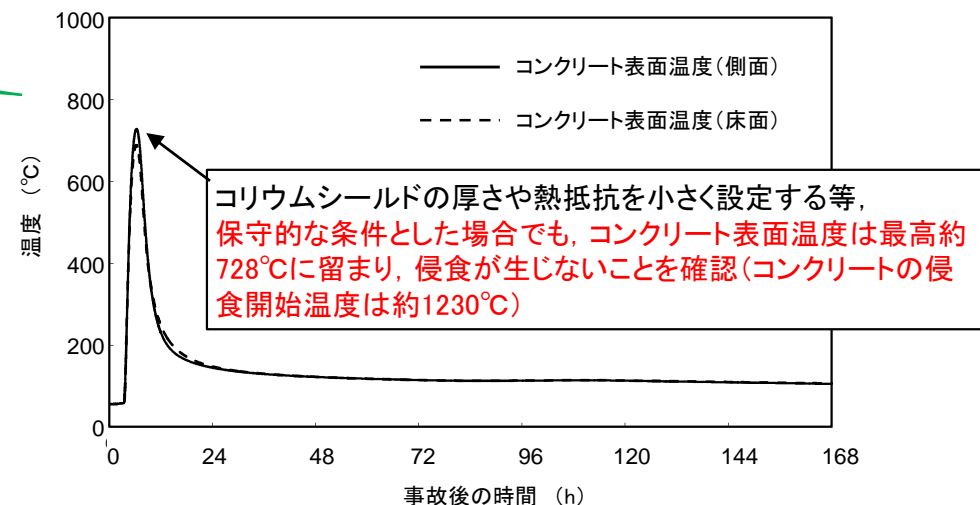 1000
800
600
400
200
0
温度 (℃)
コンクリート表面温度(側面)
コンクリート表面温度(床面)
コリウムシールドの厚さや熱抵抗を小さく設定する等,
保守的な条件とした場合でも, コンクリート表面温度は最高約
728℃に留まり, 侵食が生じないことを確認(コンクリートの侵
食開始温度は約1230℃)
0 24 48 72 96 120 144 168
事故後の時間 (h)